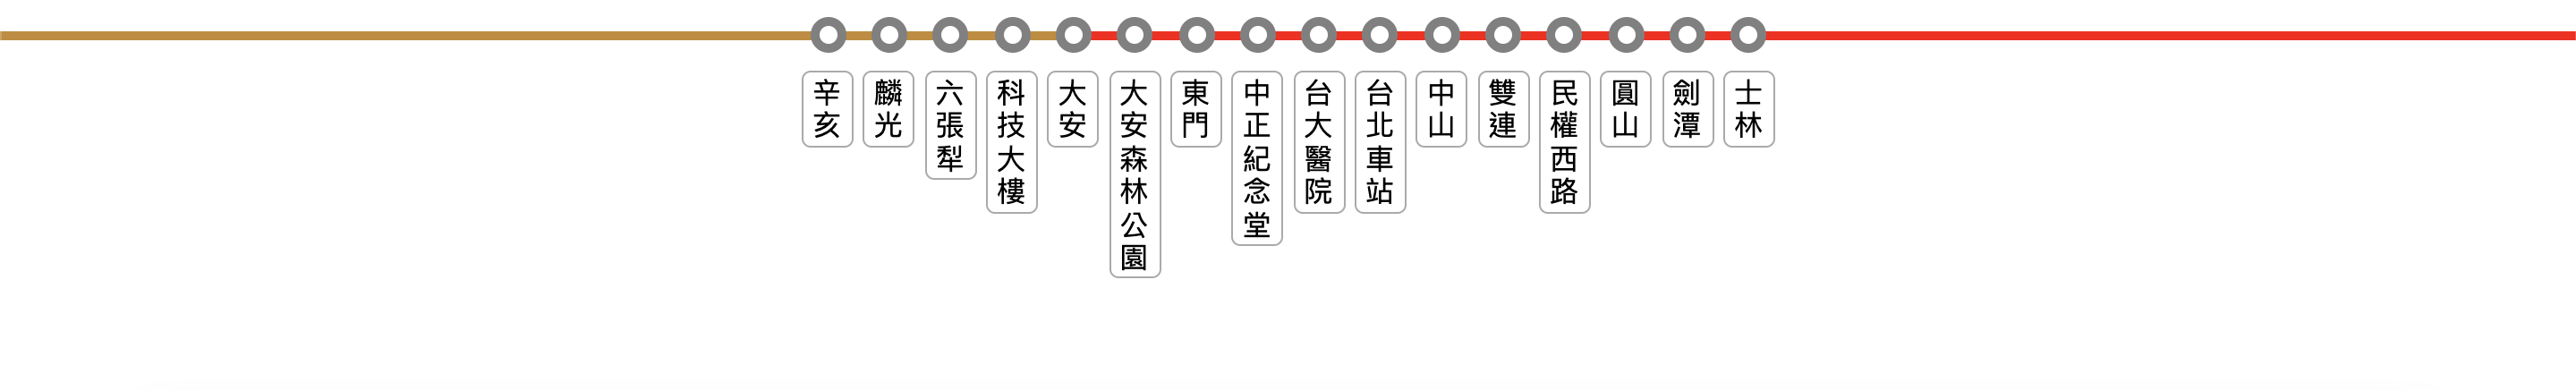 辛亥
麟光
六張犁
科技大樓
大安
大安森林公園
東門
中正紀念堂
台大醫院
台北車站
中山
雙連
民權西路
圓山
劍潭
士林